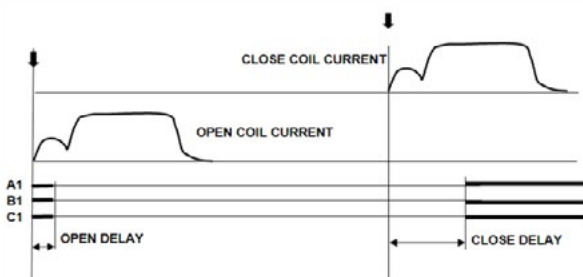 CLOSE COIL CURRENT
OPEN COIL CURRENT
A1
B1
C1
OPEN DELAY
CLOSE DELAY